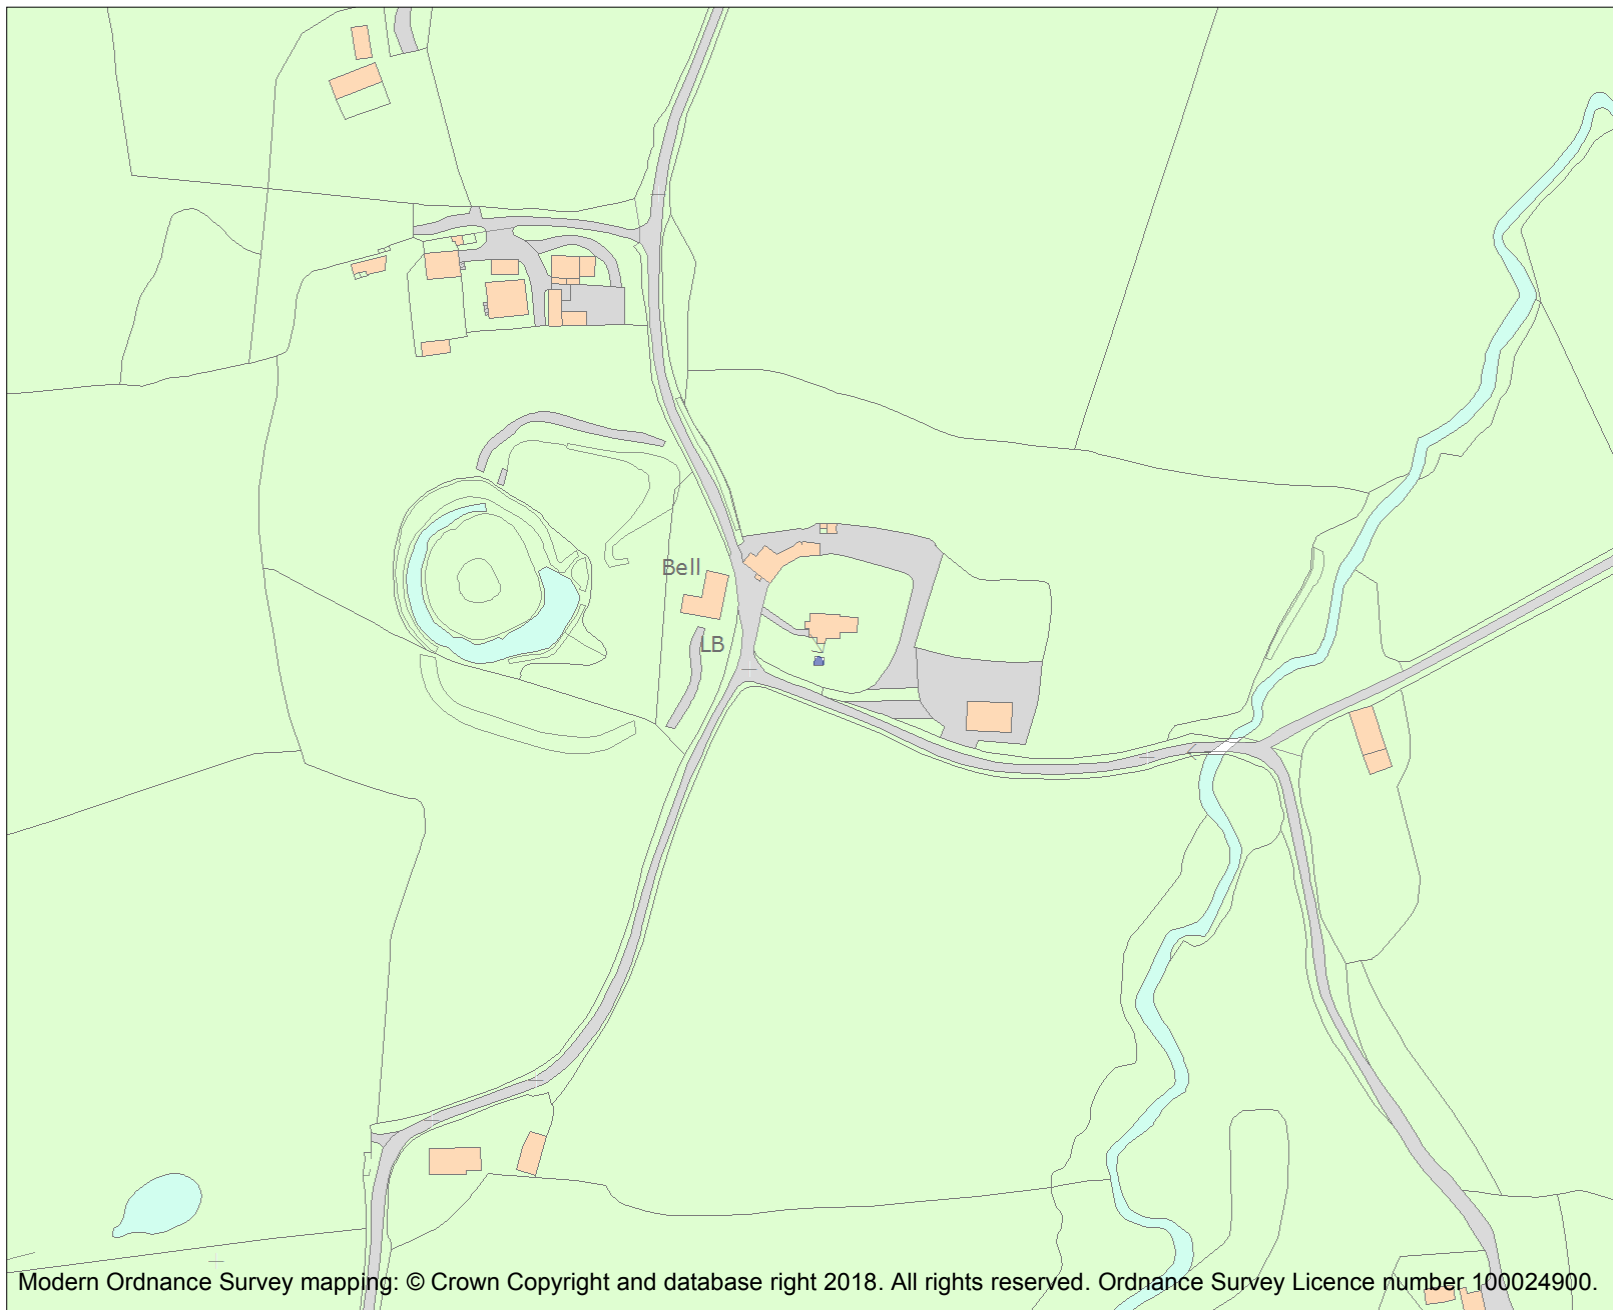 Bell
LB
Modern Ordnance Survey mapping: © Crown Copyright and database right 2018. All rights reserved. Ordnance Survey Licence number 100024900.